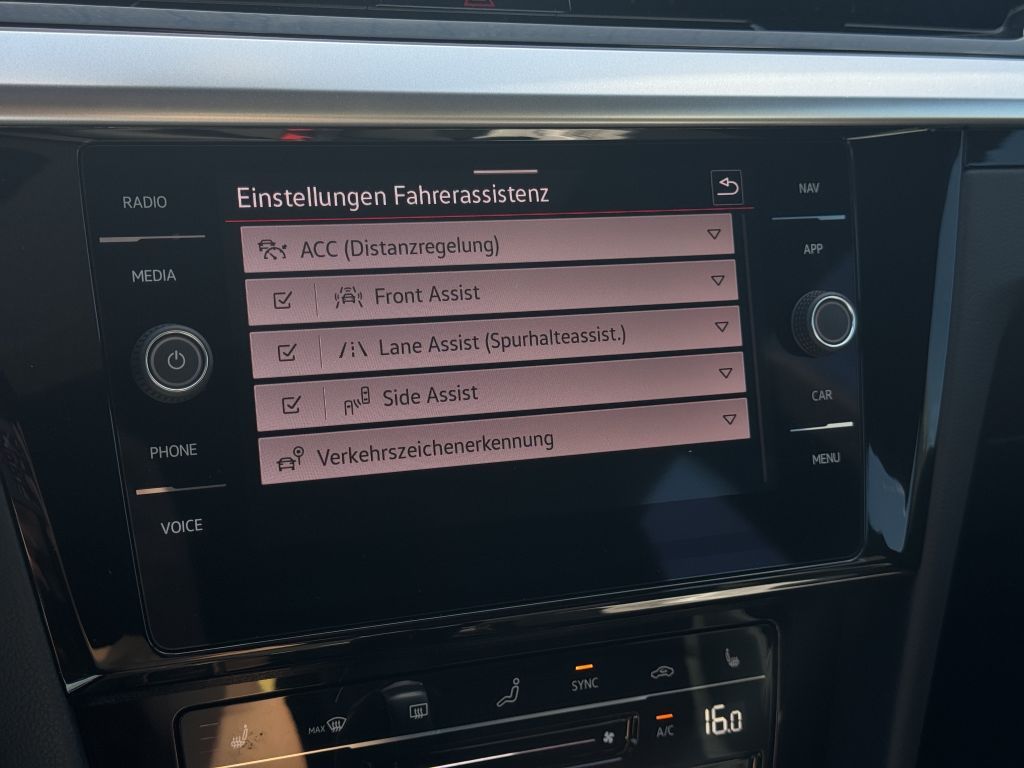 RADIO
MEDIA
PHONE
VOICE
Einstellungen Fahrerassistenz
ACC (Distanzregelung)
Front Assist
Lane Assist (Spurhalteassist.)
Side Assist
Verkehrszeichenerkennung
NAV
APP
CAR
MENU
MAX
SYNC
A/C
16.0